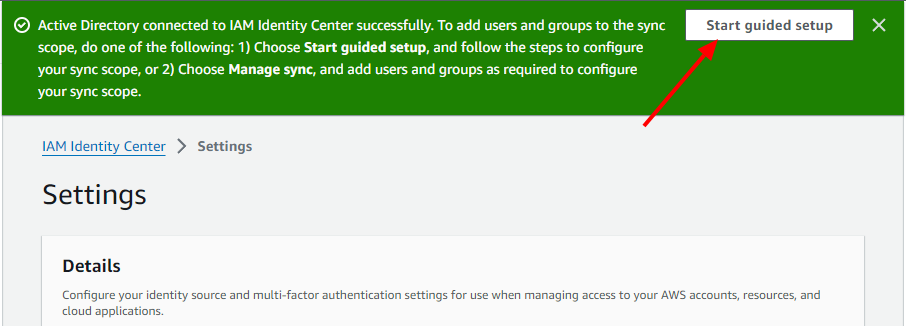 Active Directory connected to IAM Identity Center successfully. To add users and groups to the sync
scope, do one of the following: 1) Choose Start guided setup, and follow the steps to configure
your sync scope, or 2) Choose Manage sync, and add users and groups as required to configure
your sync scope.
Start guided setup
IAM Identity Center > Settings
Settings
Details
Configure your identity source and multi-factor authentication settings for use when managing access to your AWS accounts, resources, and
cloud applications.